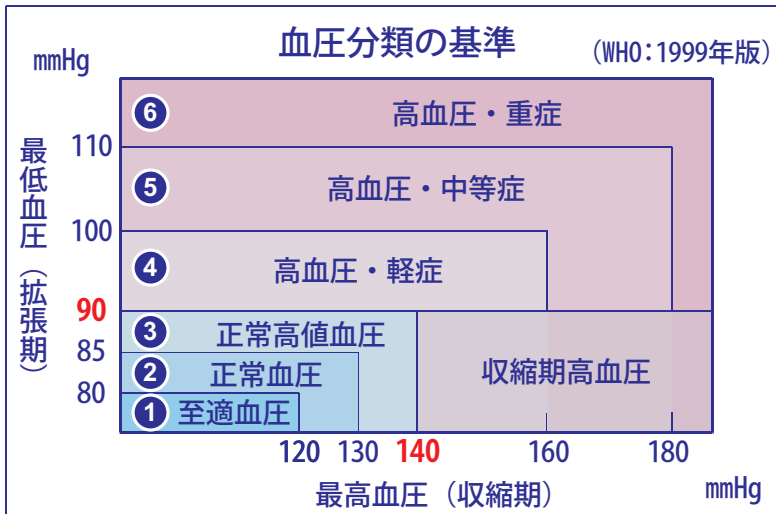 血圧分類の基準
(WHO:1999年版)
mmHg
最低血圧(拡張期)
110
100
90
85
80
6 高血圧・重症
5 高血圧・中等症
4 高血圧・軽症
3 正常高値血圧
2 正常血圧
1 至適血圧
収縮期高血圧
120 130 140 160 180
最高血圧(収縮期)
mmHg